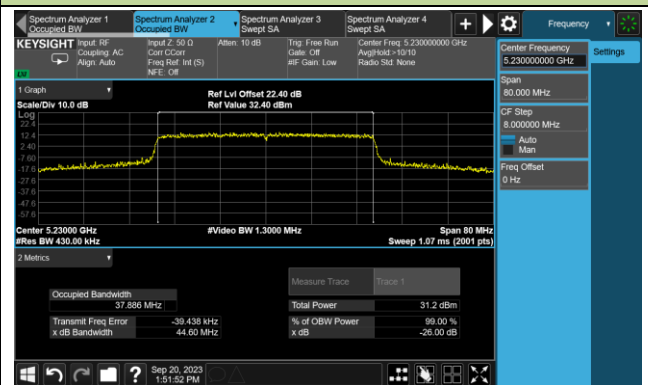 Spectrum Analyzer 1
Occupied BW
Spectrum Analyzer 2
Occupied BW
Spectrum Analyzer 3
Swept SA
Spectrum Analyzer 4
Swept SA
+
Frequency
KEYSIGHT
Input: RF
Coupling: AC
Align: Auto
Input Z: 50 Ω
Corr CCorr
Freq Ref: Int (S)
NFE: Off
Atten: 10 dB
Trig: Free Run
Gate: Off
#IF Gain: Low
Center Freq: 5.230000000 GHz
Avg|Hold:>10/10
Radio Std: None
Center Frequency
5.230000000 GHz
Settings
Span
80.000 MHz
CF Step
8.000000 MHz
Auto
Man
Freq Offset
0 Hz
1 Graph
Scale/Div 10.0 dB
Ref Lvl Offset 22.40 dB
Ref Value 32.40 dBm
Log
22.4
12.4
2.40
-7.60
-17.6
-27.6
-37.6
-47.6
-57.6
Center 5.23000 GHz
#Res BW 430.00 kHz
#Video BW 1.3000 MHz
Span 80 MHz
Sweep 1.07 ms (2001 pts)
2 Metrics
Measure Trace
Trace 1
Occupied Bandwidth
37.886 MHz
Total Power
31.2 dBm
Transmit Freq Error
-39.438 kHz
% of OBW Power
99.00 %
x dB Bandwidth
44.60 MHz
x dB
-26.00 dB
?
Sep 20, 2023
1:51:52 PM